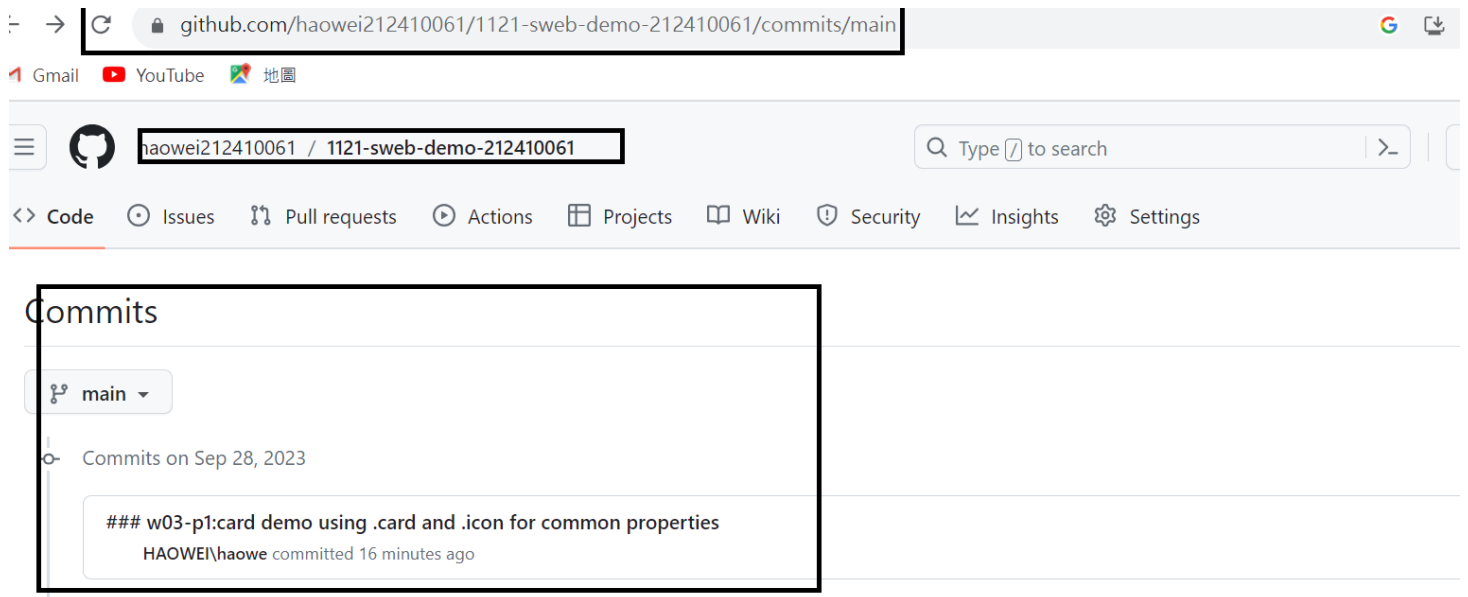 github.com/haowei212410061/1121-sweb-demo-212410061/commits/main
Gmail YouTube 地圖
haowei212410061 / 1121-sweb-demo-212410061
Type / to search
Code Issues Pull requests Actions Projects Wiki Security Insights Settings
Commits
main
Commits on Sep 28, 2023
### w03-p1:card demo using .card and .icon for common properties
HAOWEI\haowe committed 16 minutes ago